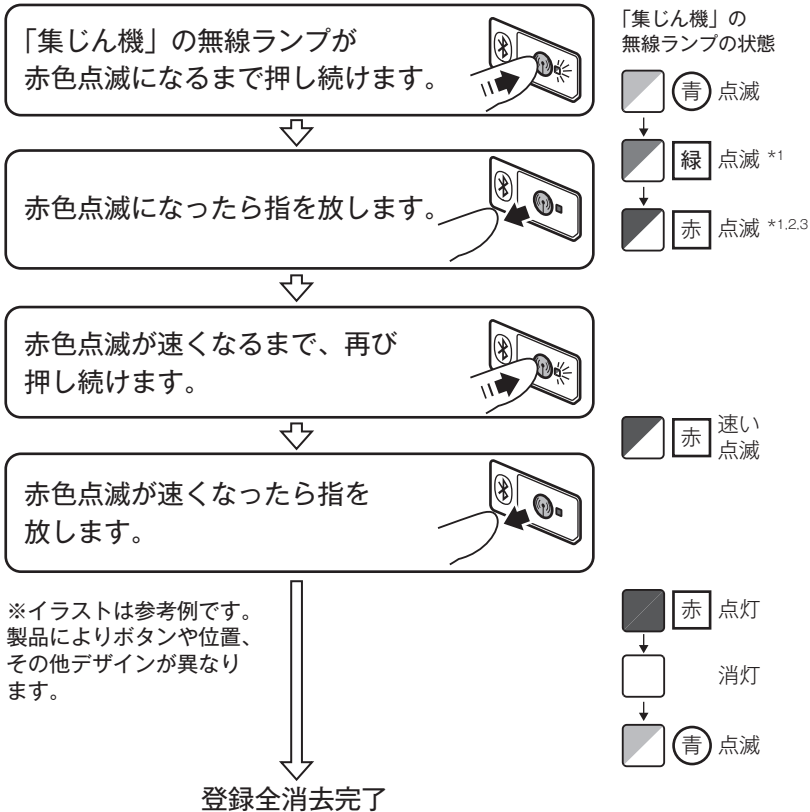 「集じん機」の無線ランプが
赤色点滅になるまで押し続けます。
赤色点滅になったら指を放します。
赤色点滅が速くなるまで、再び
押し続けます。
赤色点滅が速くなったら指を
放します。
※イラストは参考例です。
製品によりボタンや位置、
その他デザインが異なり
ます。
登録全消去完了
「集じん機」の
無線ランプの状態
青 点滅
緑 点滅 *1
赤 点滅 *1,2,3
赤 速い
点滅
赤 点灯
消灯
青 点滅